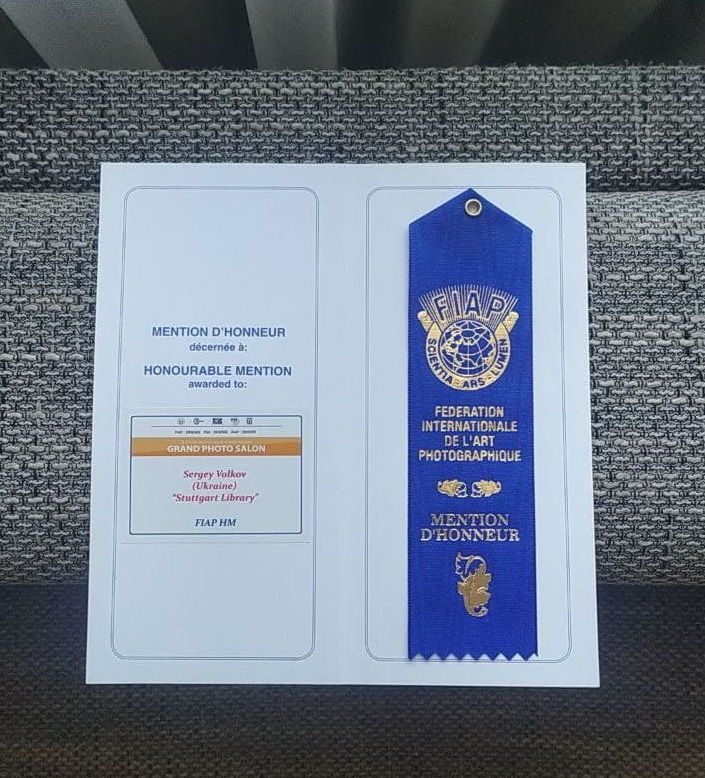 MENTION D'HONNEUR
décernée à:
HONOURABLE MENTION
awarded to:
GRAND PHOTO SALON
Sergey Volkov
(Ukraine)
"Stuttgart Library"
FIAP HM
FIAP
SCIENTIA - ARS - LUMEN
FEDERATION
INTERNATIONALE
DE L'ART
PHOTOGRAPHIQUE
MENTION
D'HONNEUR